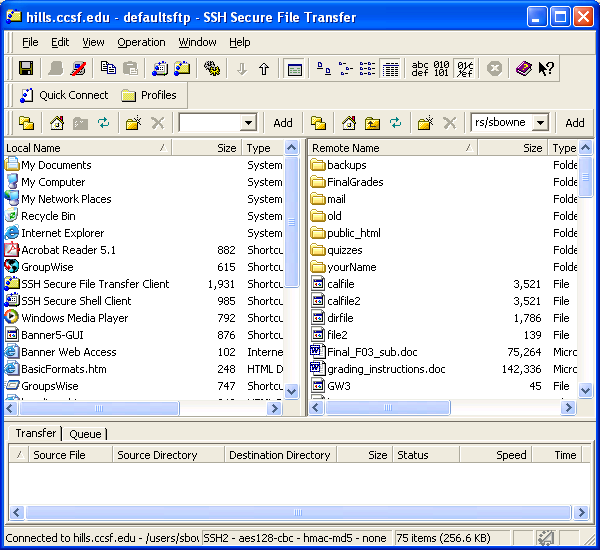 hills.ccsf.edu - defaultsftp - SSH Secure File Transfer
File Edit View Operation Window Help
abc def 010 101
Quick Connect Profiles
Add rs/sbowne Add
Local Name / Size Type
My Documents System
My Computer System
My Network Places System
Recycle Bin System
Internet Explorer System
Acrobat Reader 5.1 882 Shortcu
GroupWise 615 Shortcu
SSH Secure File Transfer Client 1,931 Shortcu
SSH Secure Shell Client 985 Shortcu
Windows Media Player 792 Shortcu
Banner5-GUI 876 Shortcu
Banner Web Access 102 Interne
BasicFormats.htm 248 HTML D
GroupsWise 747 Shortcu
Remote Name / Size Type
backups Folde
FinalGrades Folde
mail Folde
old Folde
public_html Folde
quizzes Folde
yourName Folde
calfile 3,521 File
calfile2 3,521 File
dirfile 1,786 File
file2 139 File
Final_F03_sub.doc 75,264 Micro
grading_instructions.doc 142,336 Micro
GW3 45 File
Transfer Queue
/ Source File Source Directory Destination Directory Size Status Speed Time
Connected to hills.ccsf.edu - /users/sbow SSH2 - aes128-cbc - hmac-md5 - none 75 items (256.6 KB)